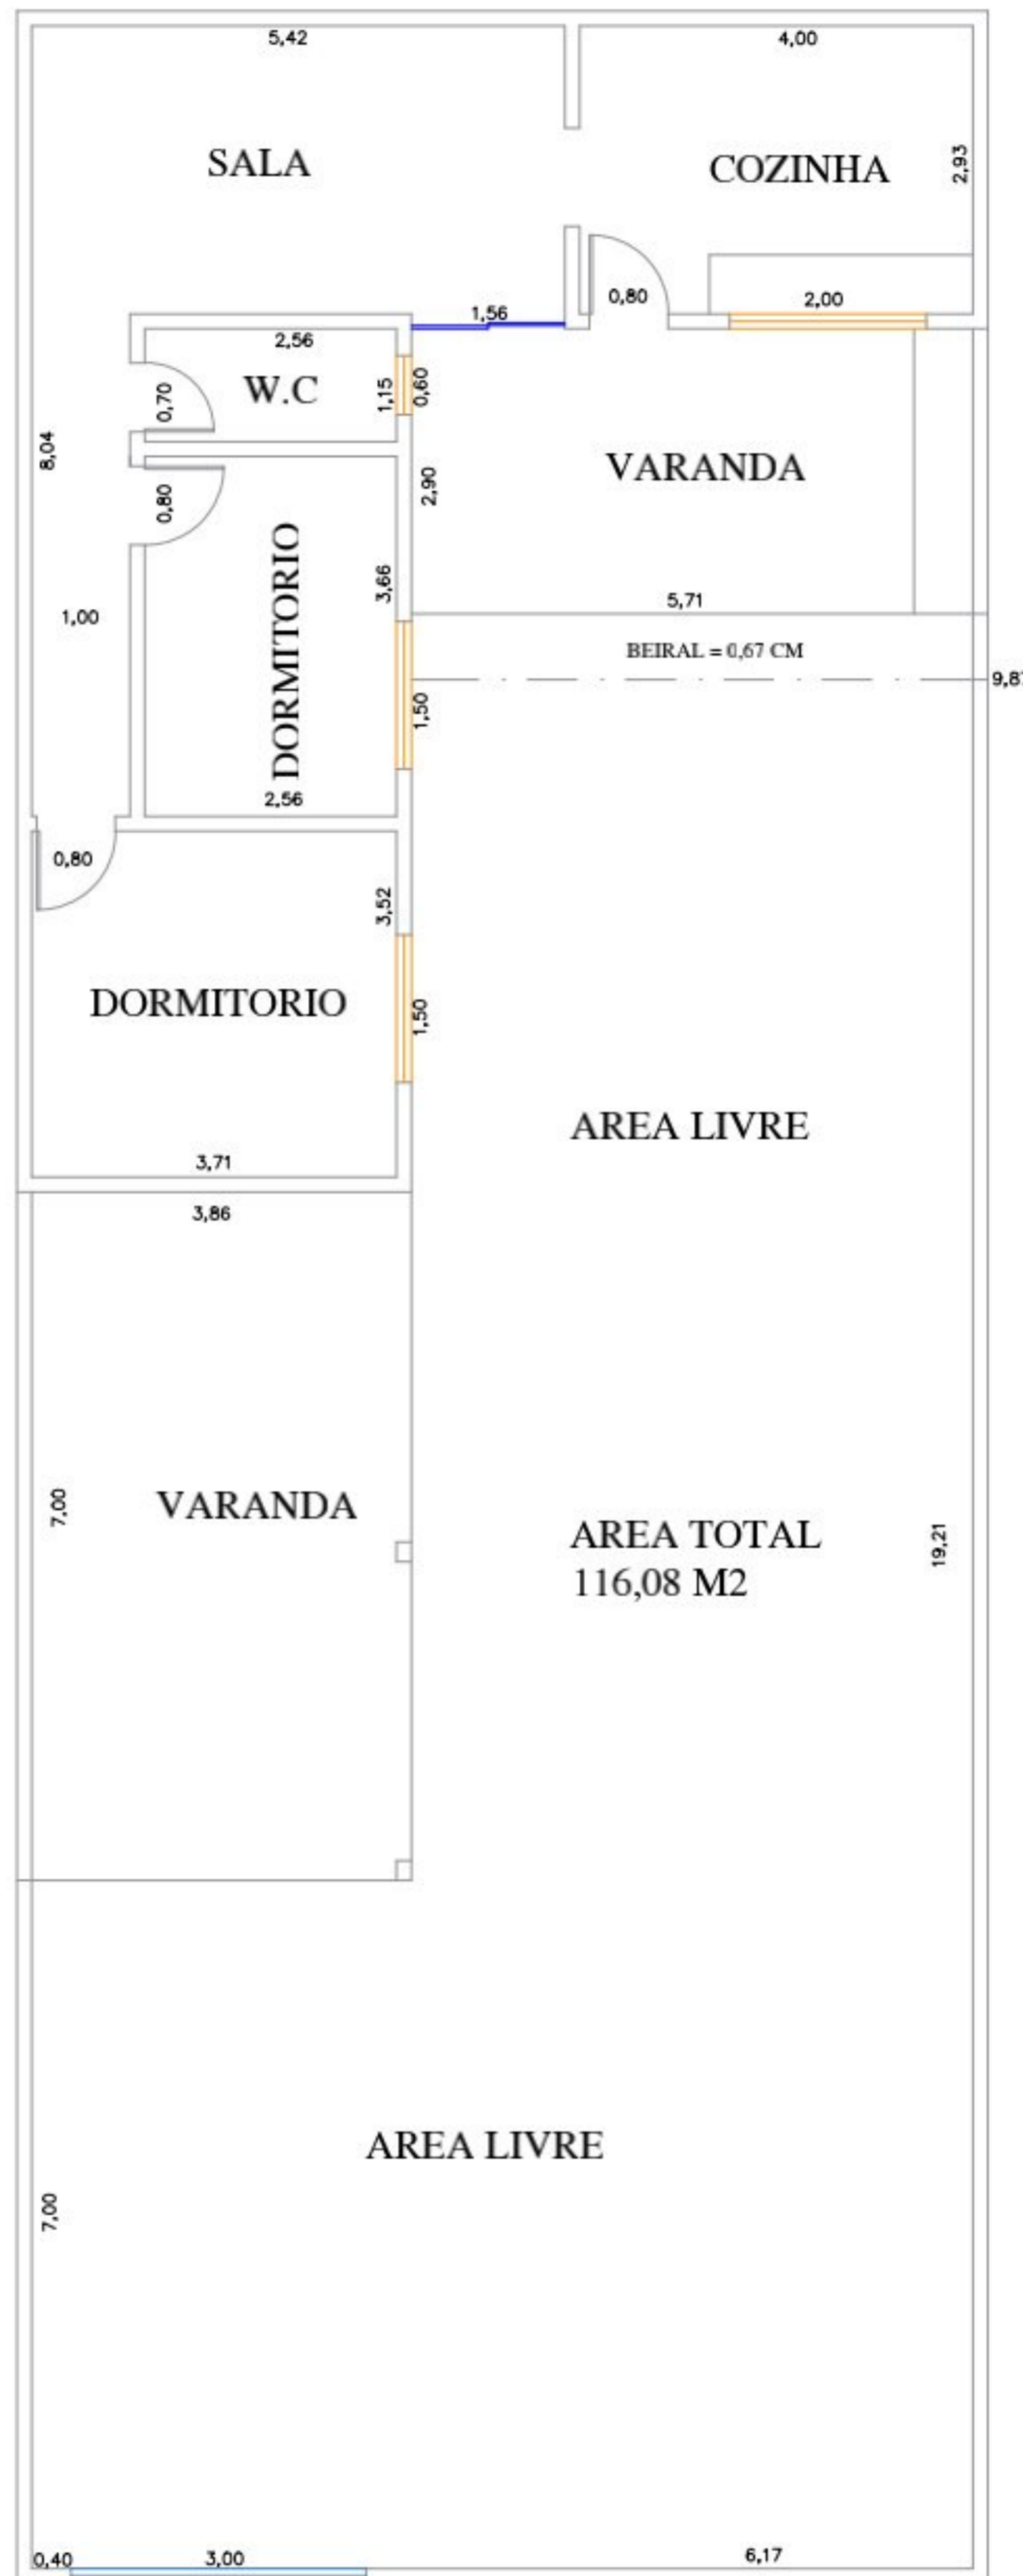 5,42
4,00
SALA
COZINHA
2,93
0,80
2,00
1,56
2,56
W.C
0,70
1,15
0,60
8,04
VARANDA
2,90
0,80
DORMITORIO
3,66
5,71
1,00
BEIRAL = 0,67 CM
9,87
1,50
2,56
0,80
3,52
DORMITORIO
1,50
AREA LIVRE
3,71
3,86
7,00
VARANDA
AREA TOTAL
116,08 M2
19,21
AREA LIVRE
7,00
0,40
3,00
6,17